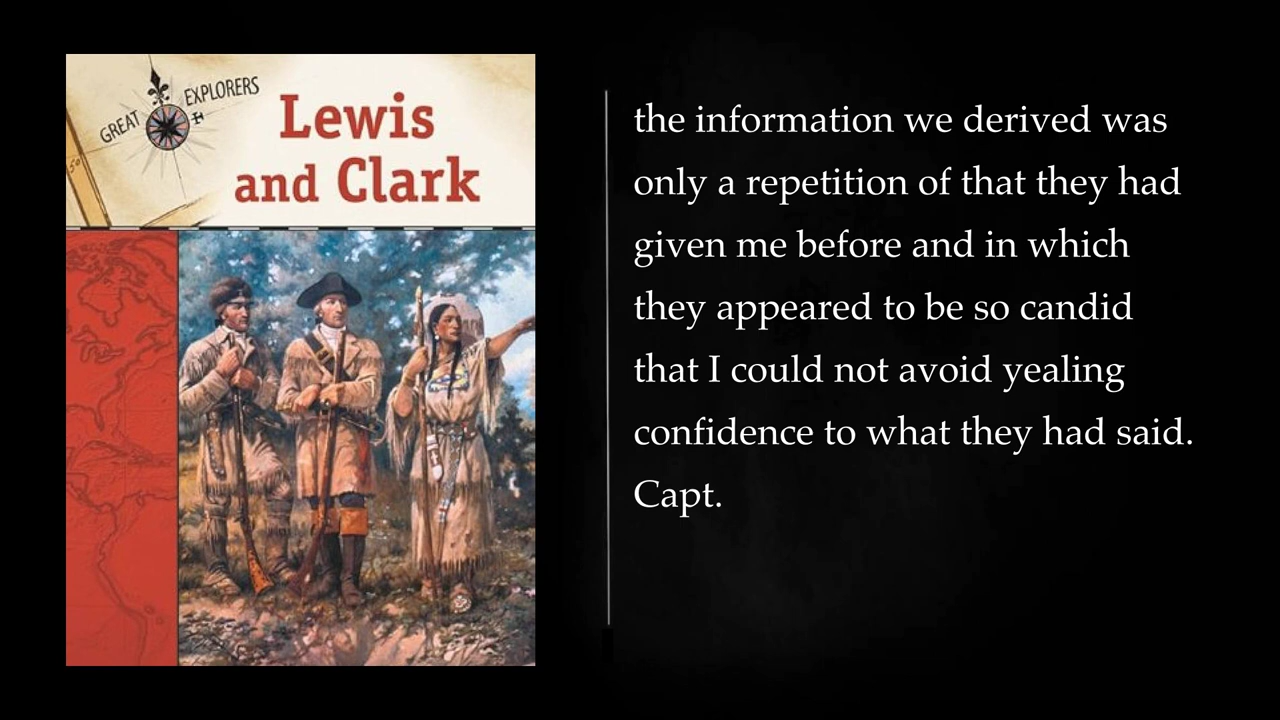 GREAT EXPLORERS
Lewis
and Clark
the information we derived was
only a repetition of that they had
given me before and in which
they appeared to be so candid
that I could not avoid yealing
confidence to what they had said.
Capt.